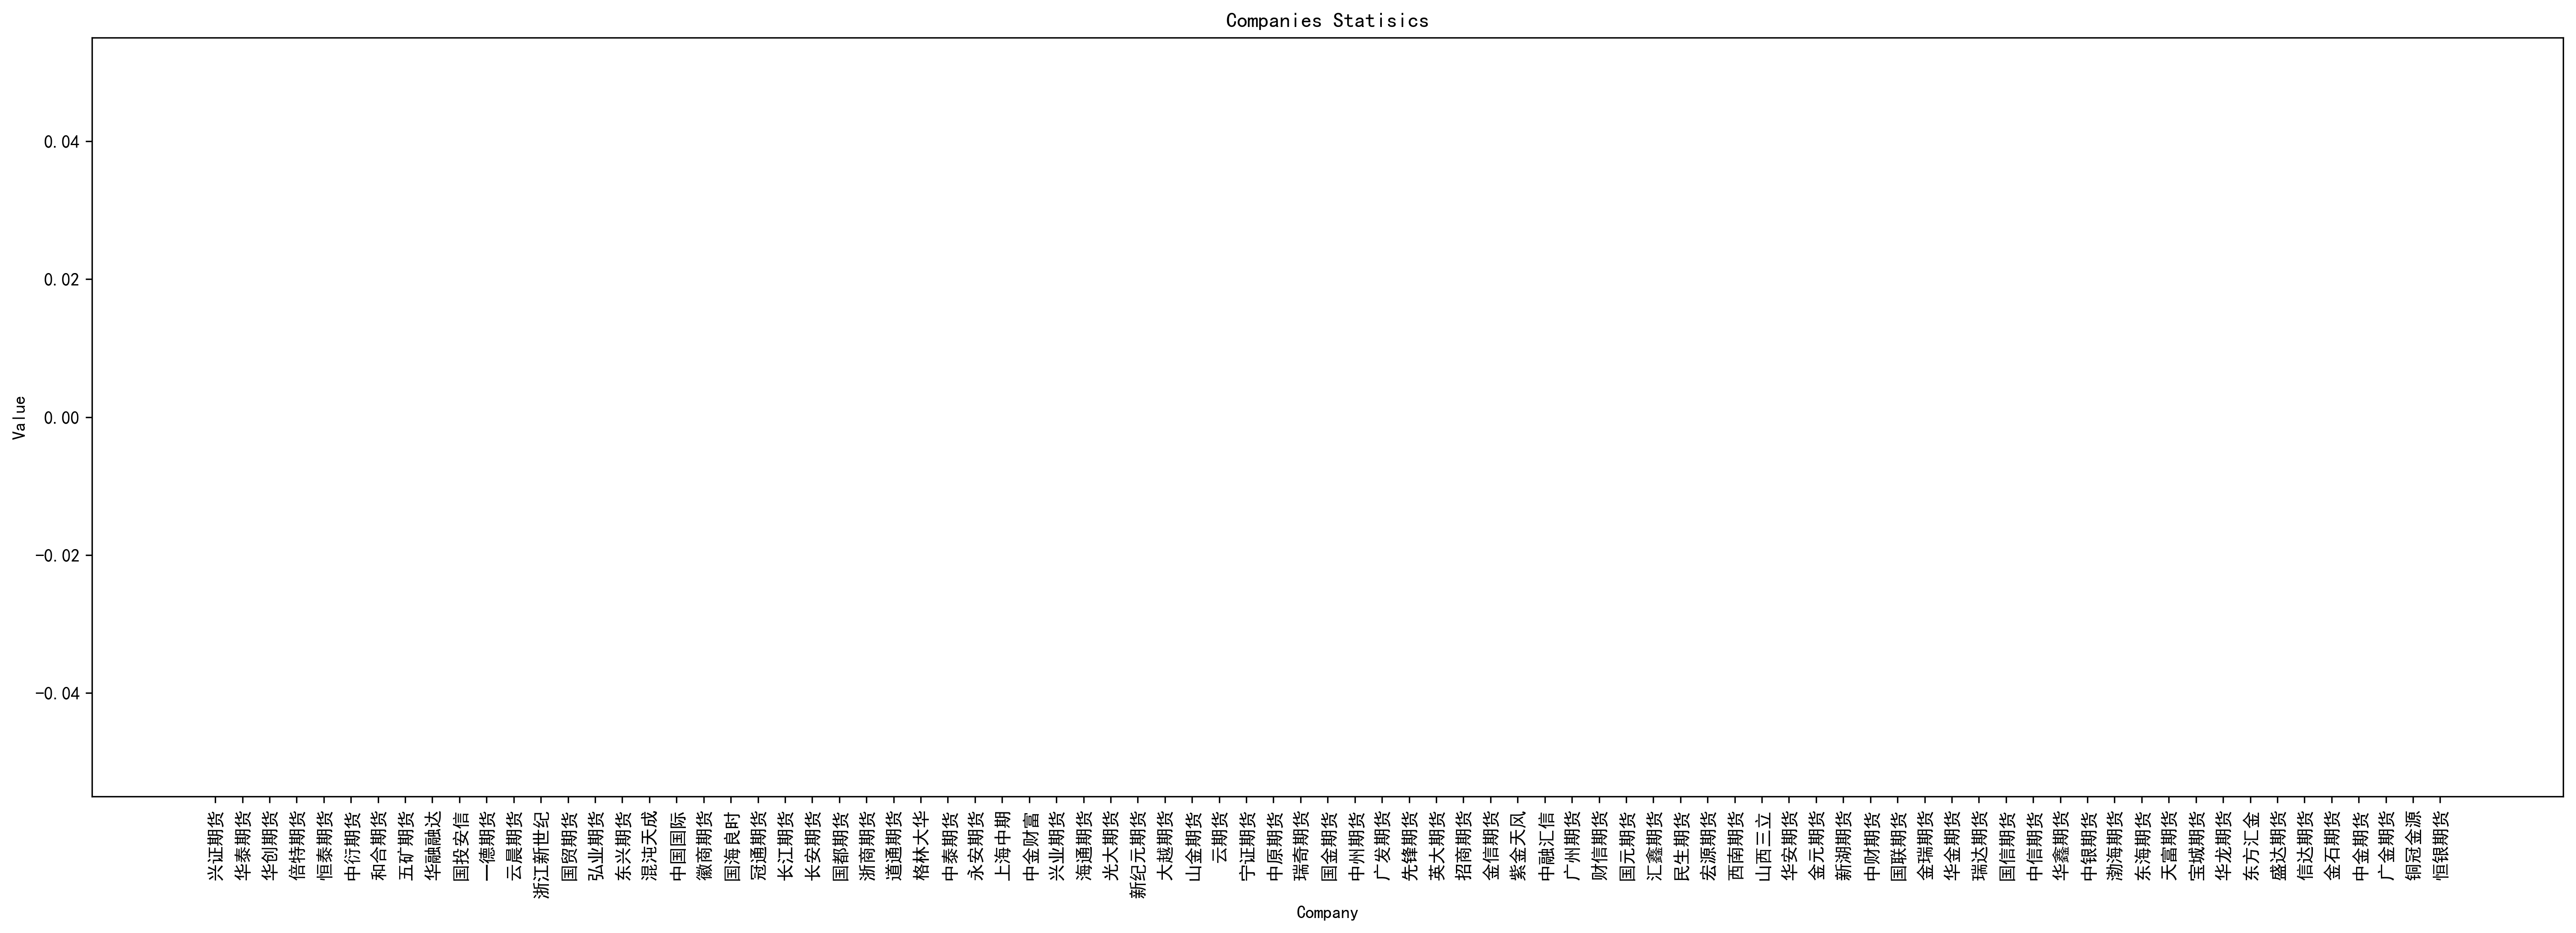 Companies Statisics
0.04
0.02
0.00
-0.02
-0.04
Value
兴证期货
华泰期货
华创期货
倍特期货
恒泰期货
中衍期货
和合期货
五矿期货
华融融达
国投安信
一德期货
云晨期货
浙江新世纪
国贸期货
弘业期货
东兴期货
混沌天成
中国国际
徽商期货
国海良时
冠通期货
长江期货
长安期货
国都期货
浙商期货
道通期货
格林大华
中泰期货
永安期货
上海中期
中金财富
兴业期货
海通期货
光大期货
新纪元期货
大越期货
山金期货
云期货
宁证期货
中原期货
瑞奇期货
国金期货
中州期货
广发期货
先锋期货
英大期货
招商期货
金信期货
紫金天风
中融汇信
广州期货
财信期货
国元期货
汇鑫期货
民生期货
宏源期货
西南期货
山西三立
华安期货
金元期货
新湖期货
中财期货
国联期货
金瑞期货
华金期货
瑞达期货
国信期货
中信期货
华鑫期货
中银期货
渤海期货
东海期货
天富期货
宝城期货
华龙期货
东方汇金
盛达期货
信达期货
金石期货
中金期货
广金期货
铜冠金源
恒银期货
Company